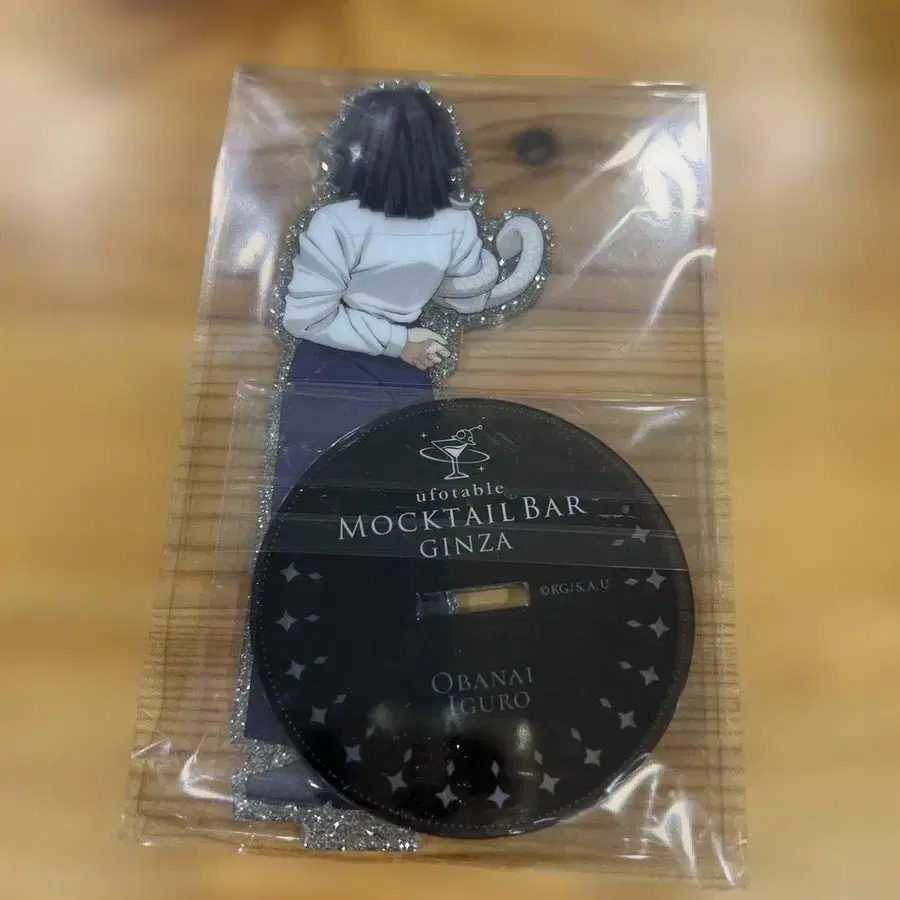 ufotable
MOCKTAIL BAR
GINZA
©KG/S,A,U
OBANAI
IGURO